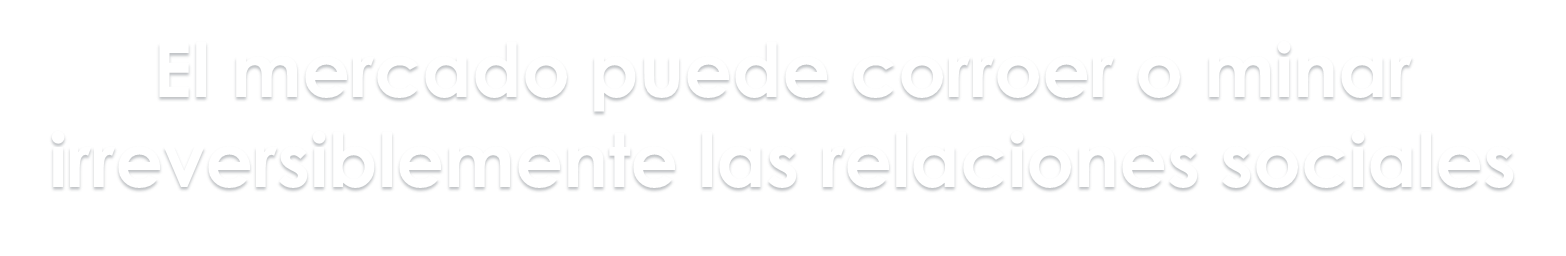 El mercado puede corroer o minar
irreversiblemente las relaciones sociales